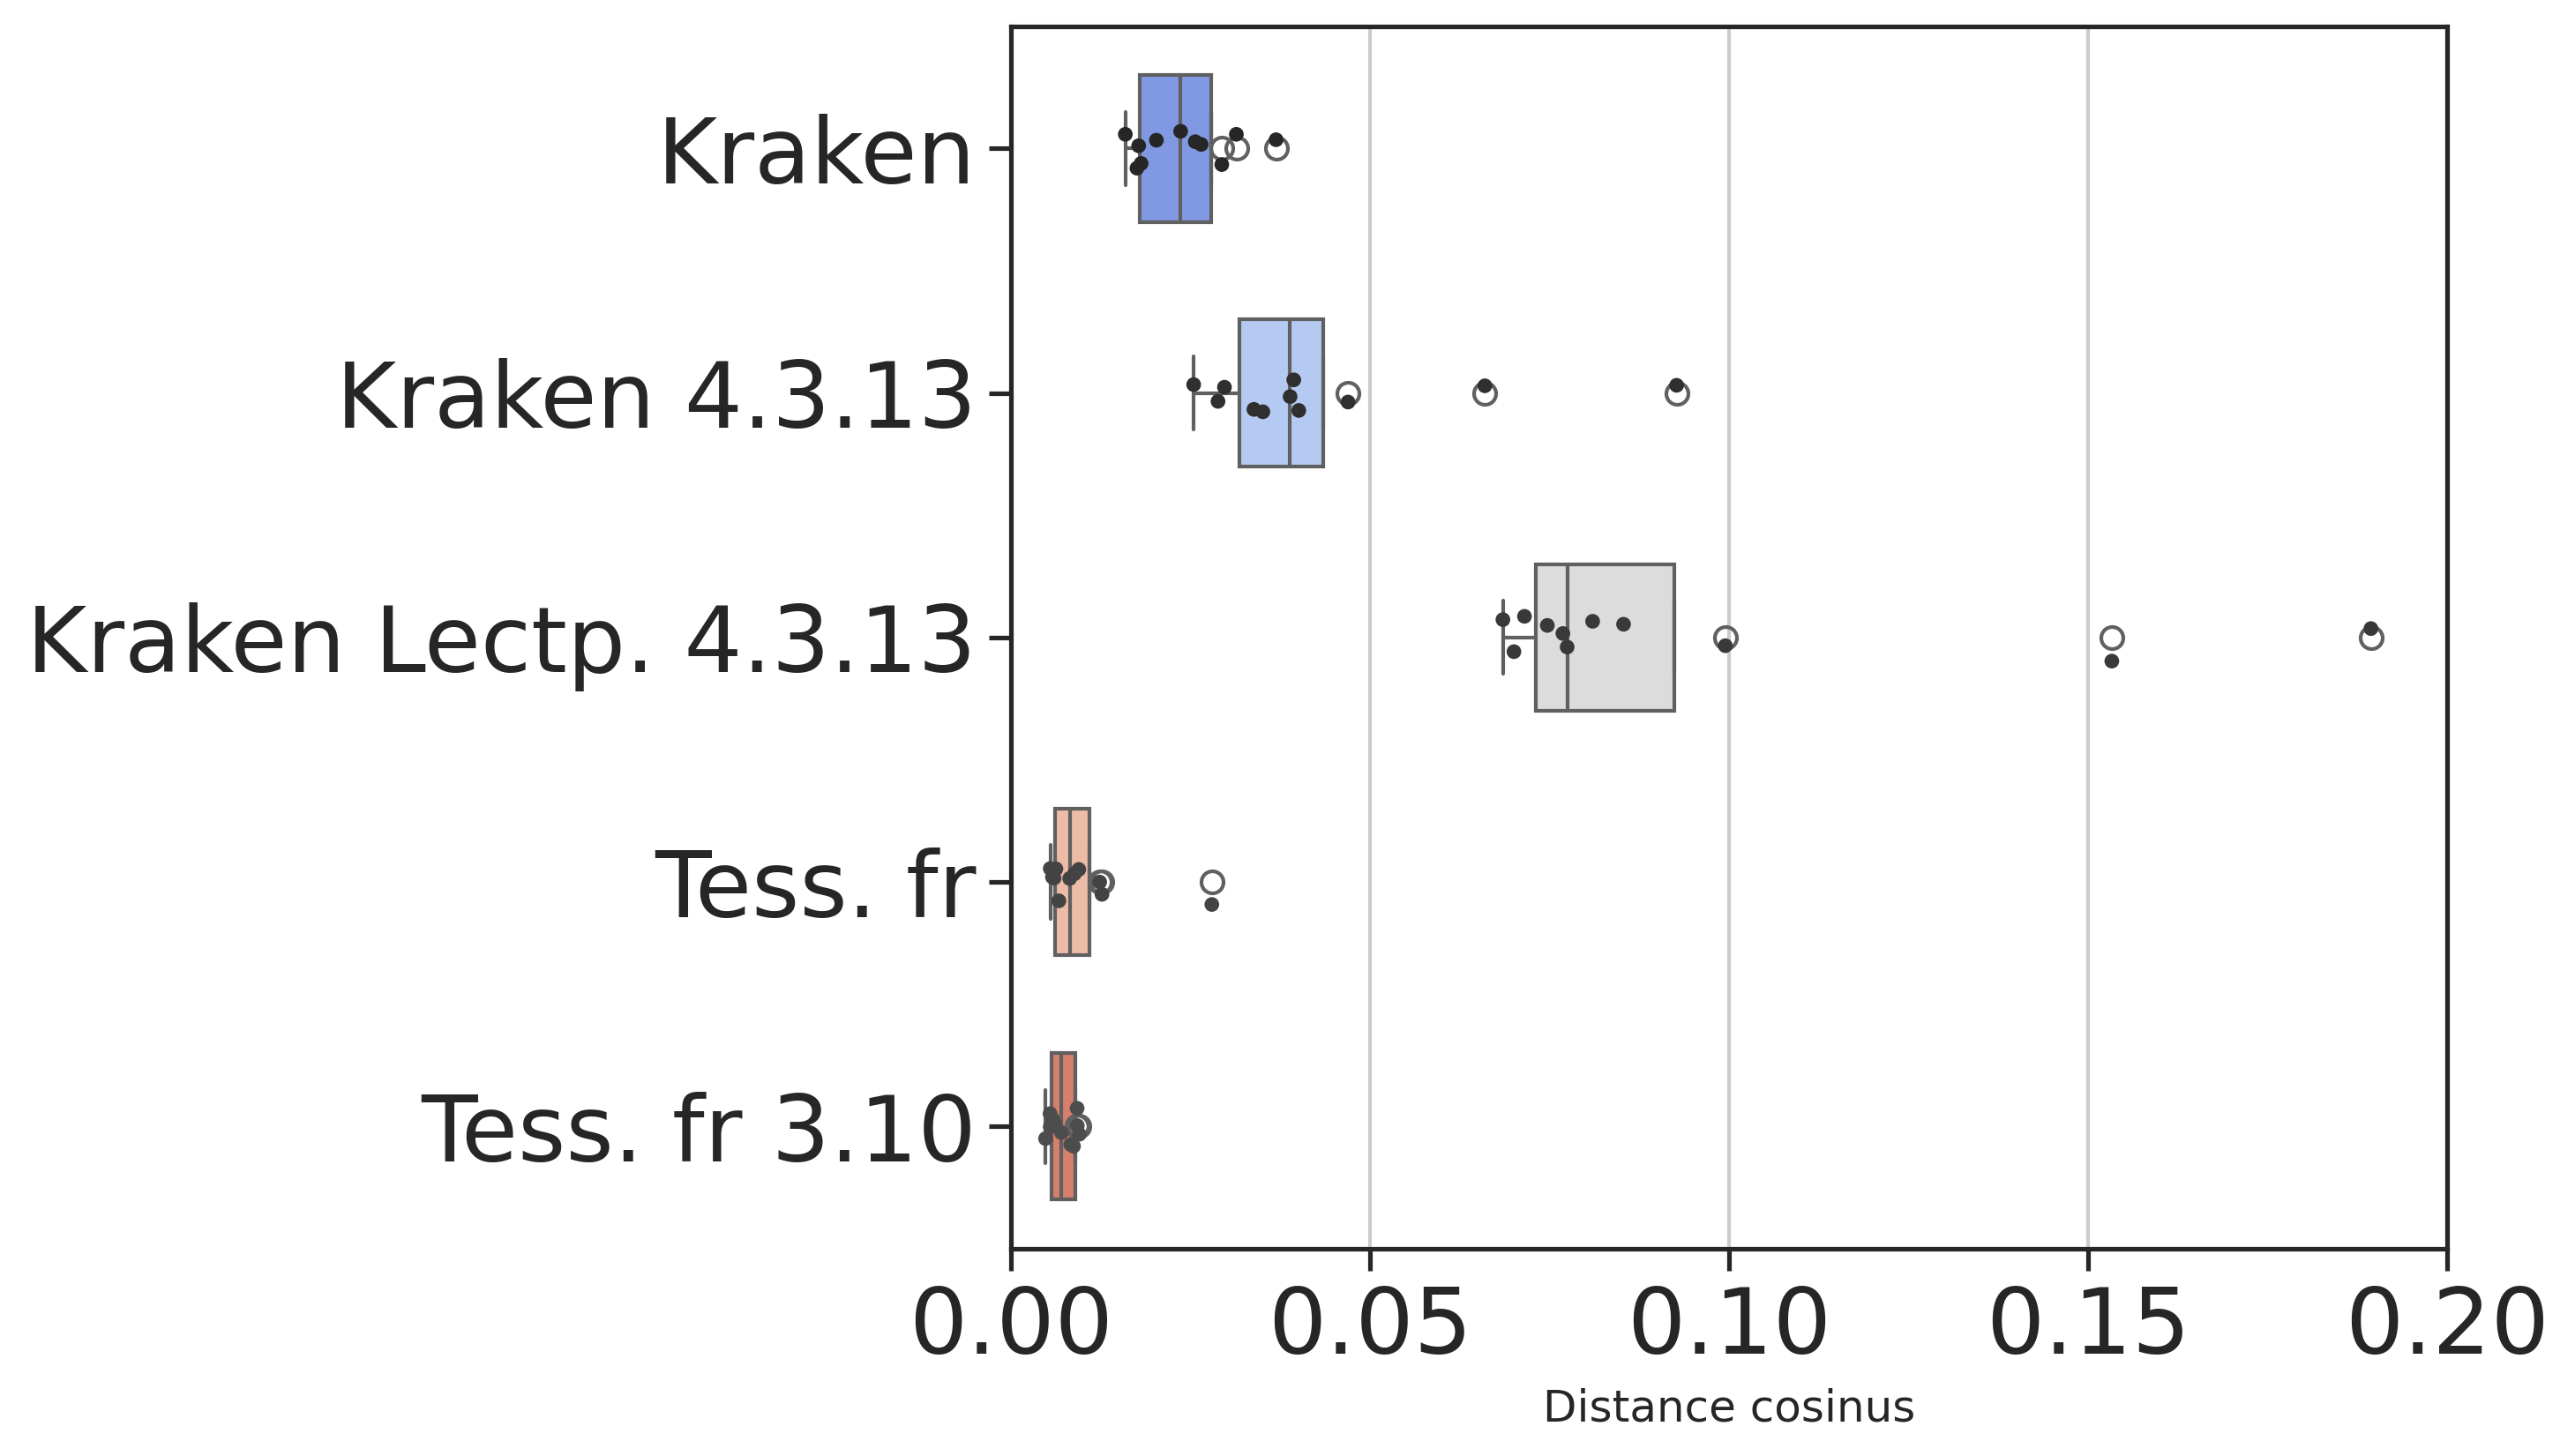 Kraken
Kraken 4.3.13
Kraken Lectp. 4.3.13
Tess. fr
Tess. fr 3.10
0.00 0.05 0.10 0.15 0.20
Distance cosinus